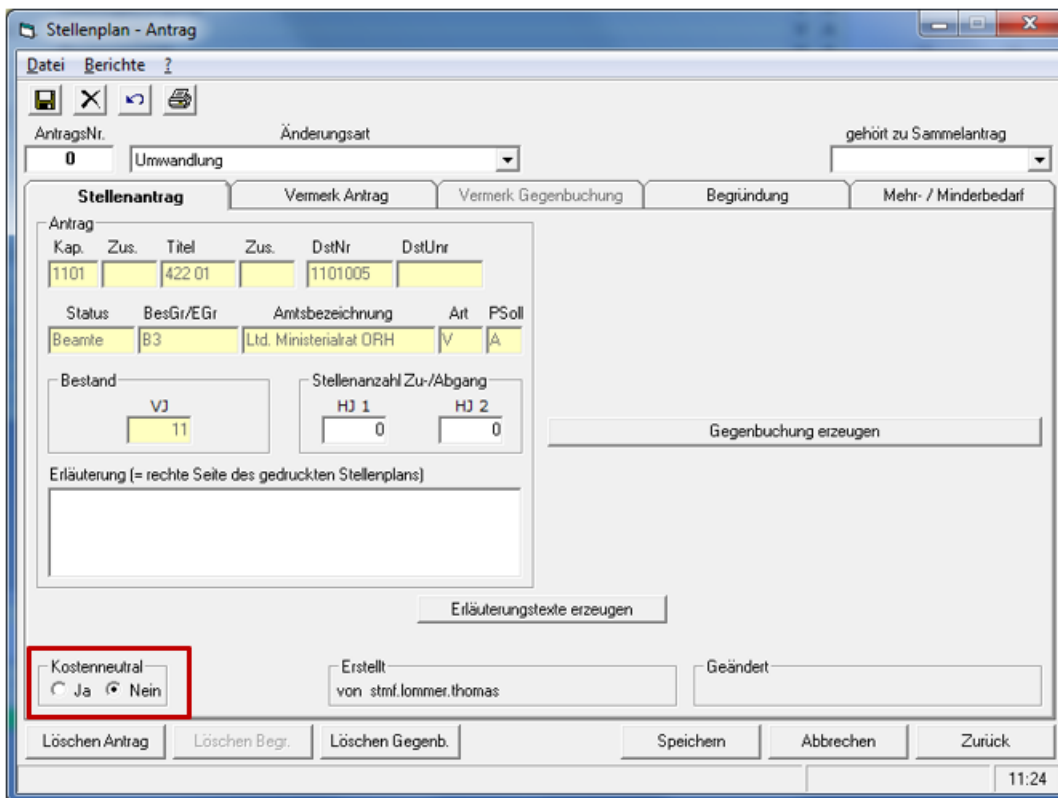 Stellenplan - Antrag
Datei Berichte ?
AntragsNr. Änderungsart gehört zu Sammelantrag
0 Umwandlung
Stellenantrag Vermerk Antrag Vermerk Gegenbuchung Begründung Mehr- / Minderbedarf
Antrag
Kap. Zus. Titel Zus. DstNr DstUnr
1101 422 01 1101005
Status BesGr/EGr Amtsbezeichnung Art PSoll
Beamte B3 Ltd. Ministerialrat ORH V A
Bestand Stellenanzahl Zu-/Abgang
VJ HJ 1 HJ 2
11 0 0
Gegenbuchung erzeugen
Erläuterung (= rechte Seite des gedruckten Stellenplans)
Erläuterungstexte erzeugen
Kostenneutral Erstellt Geändert
Ja Nein von stmf.lommer.thomas
Löschen Antrag Löschen Begr. Löschen Gegenb. Speichern Abbrechen Zurück
11:24